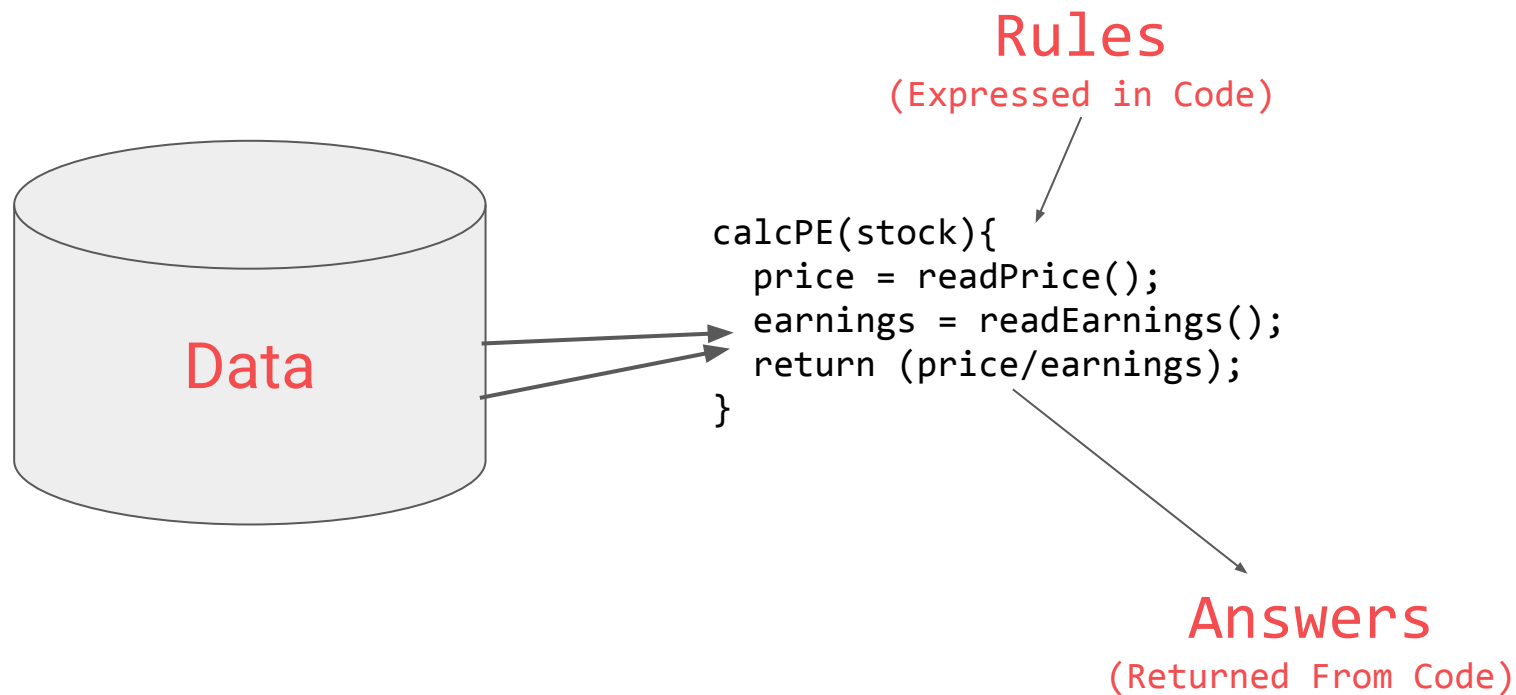 Rules
(Expressed in Code)
Data
calcPE(stock){
  price = readPrice();
  earnings = readEarnings();
  return (price/earnings);
}
Answers
(Returned From Code)